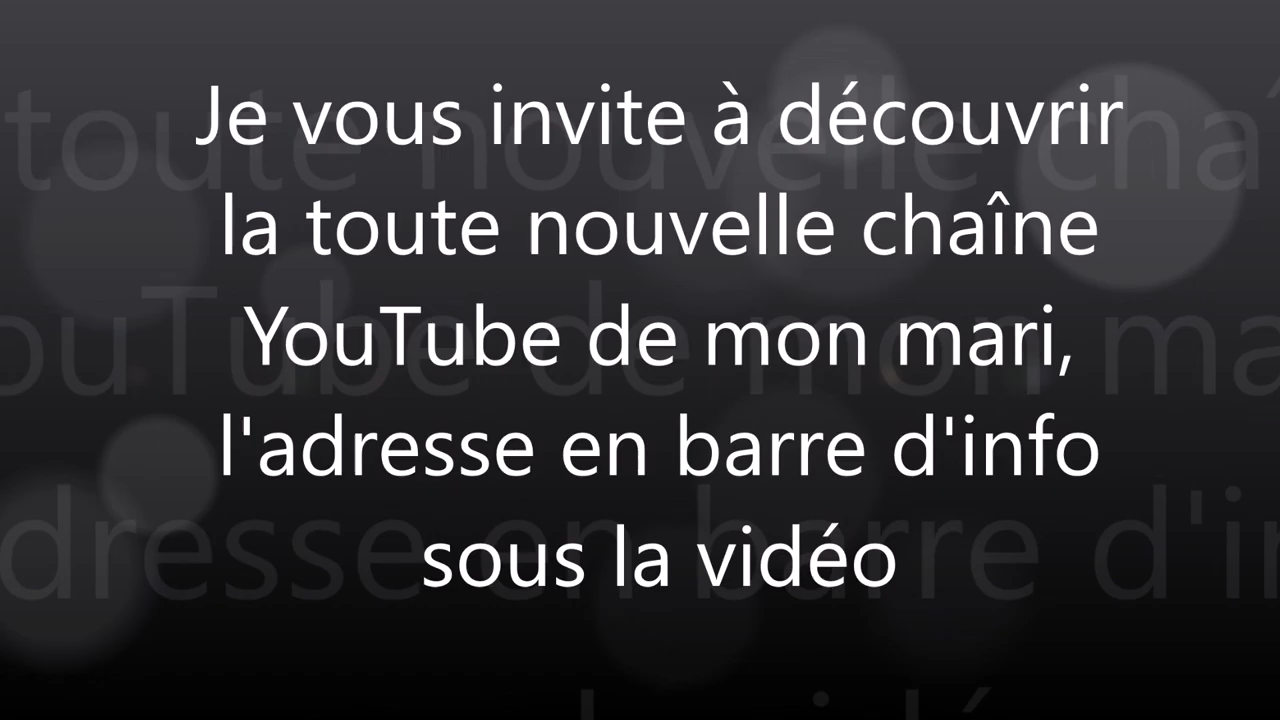 Je vous invite à découvrir
la toute nouvelle chaîne
YouTube de mon mari,
l'adresse en barre d'info
sous la vidéo